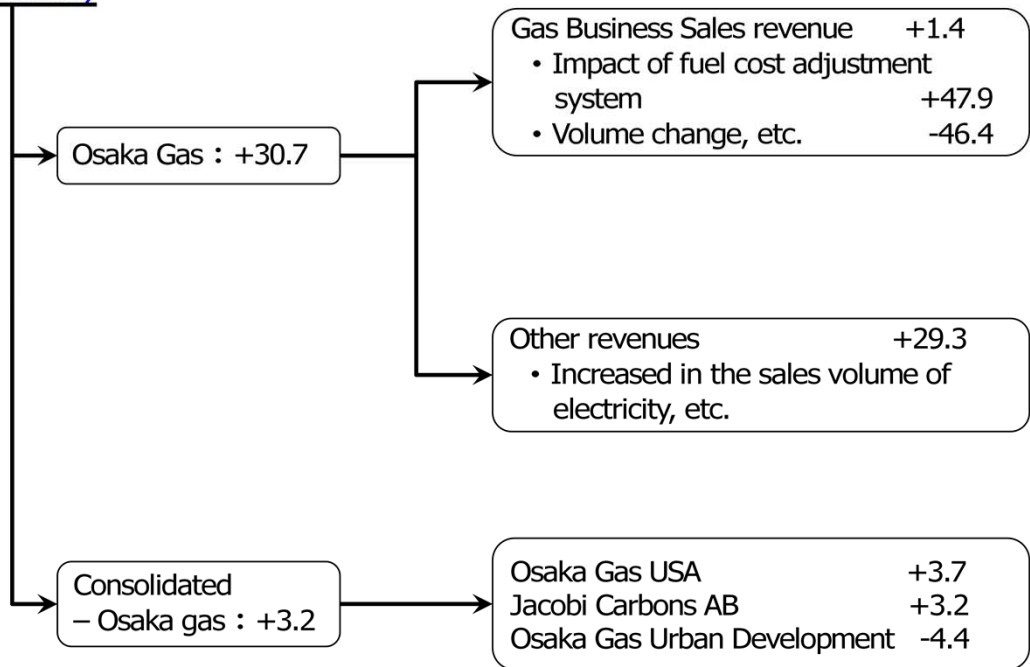 Gas Business Sales revenue +1.4
・Impact of fuel cost adjustment
system +47.9
・Volume change, etc. -46.4
Osaka Gas：+30.7
Other revenues +29.3
・Increased in the sales volume of
electricity, etc.
Consolidated
– Osaka gas：+3.2
Osaka Gas USA +3.7
Jacobi Carbons AB +3.2
Osaka Gas Urban Development -4.4